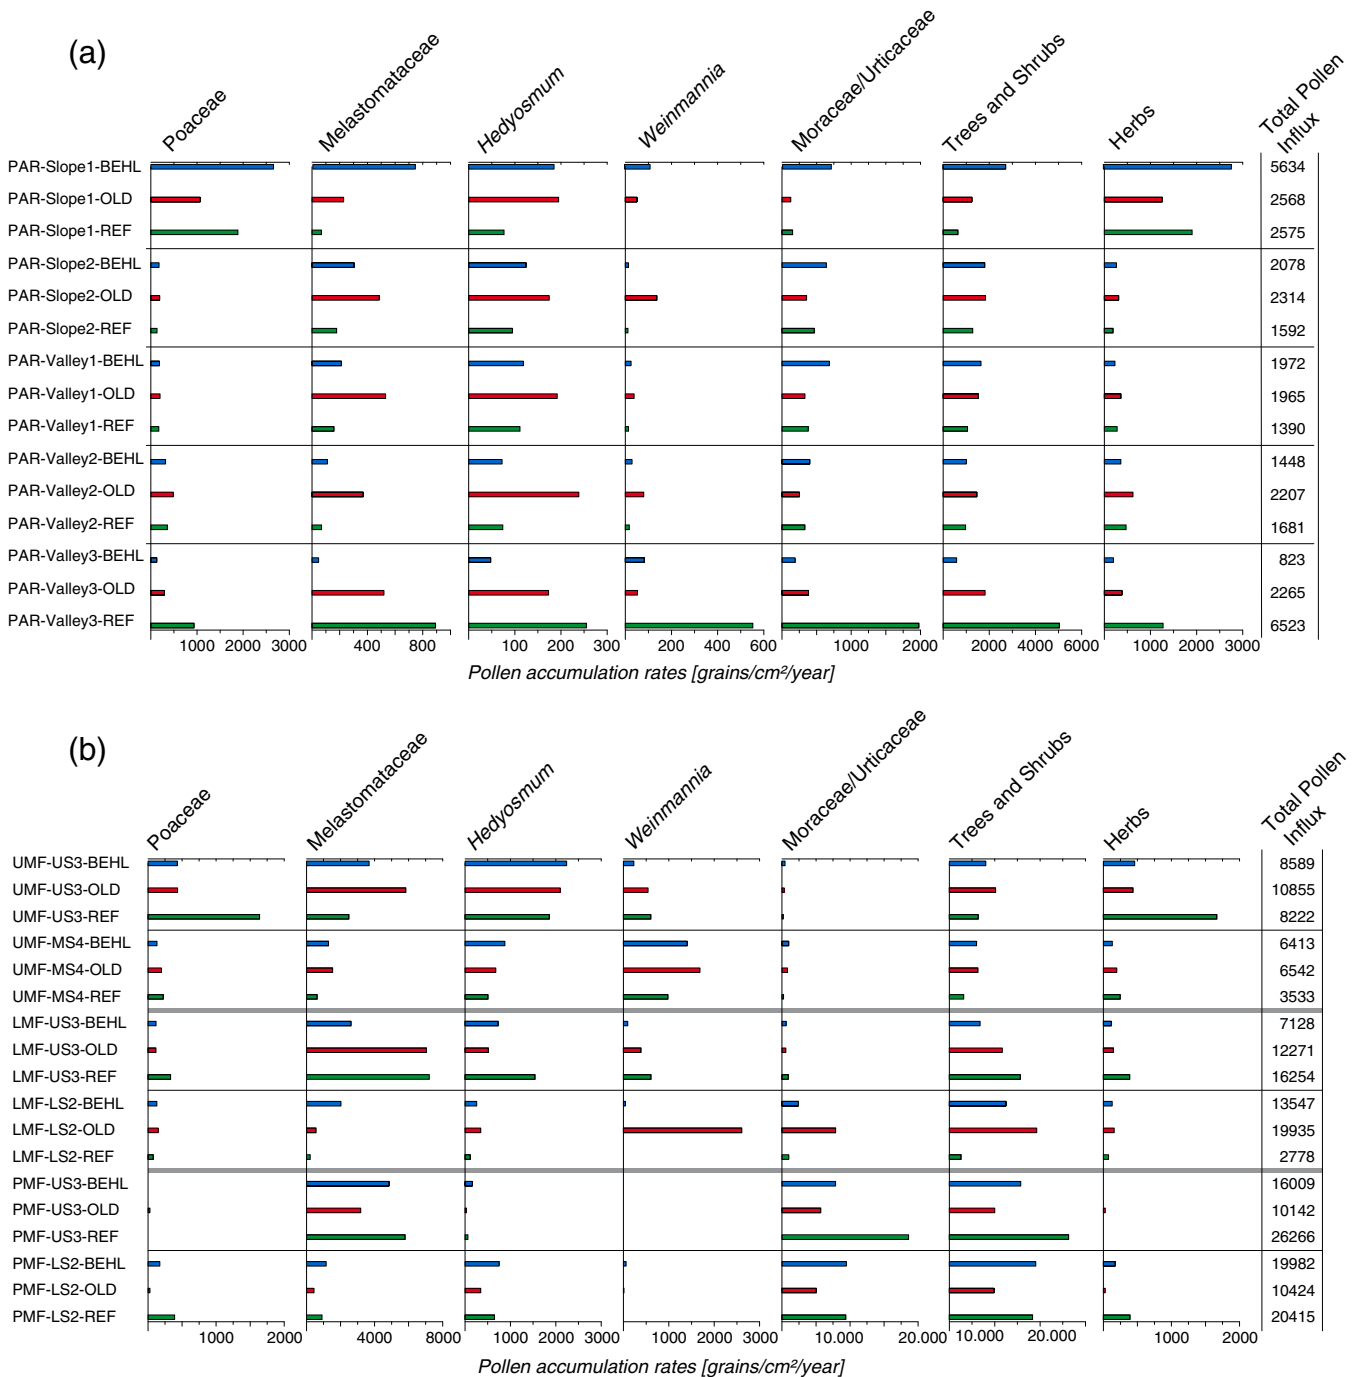 (a)
Poaceae Melastomataceae Hedyosmum Weinmannia Moraceae/Urticaceae Trees and Shrubs Herbs Total Pollen Influx
PAR-Slope1-BEHL 5634
PAR-Slope1-OLD 2568
PAR-Slope1-REF 2575
PAR-Slope2-BEHL 2078
PAR-Slope2-OLD 2314
PAR-Slope2-REF 1592
PAR-Valley1-BEHL 1972
PAR-Valley1-OLD 1965
PAR-Valley1-REF 1390
PAR-Valley2-BEHL 1448
PAR-Valley2-OLD 2207
PAR-Valley2-REF 1681
PAR-Valley3-BEHL 823
PAR-Valley3-OLD 2265
PAR-Valley3-REF 6523
1000 2000 3000 400 800 100 200 300 200 400 600 1000 2000 2000 4000 6000 1000 2000 3000
Pollen accumulation rates [grains/cm²/year]
(b)
Poaceae Melastomataceae Hedyosmum Weinmannia Moraceae/Urticaceae Trees and Shrubs Herbs Total Pollen Influx
UMF-US3-BEHL 8589
UMF-US3-OLD 10855
UMF-US3-REF 8222
UMF-MS4-BEHL 6413
UMF-MS4-OLD 6542
UMF-MS4-REF 3533
LMF-US3-BEHL 7128
LMF-US3-OLD 12271
LMF-US3-REF 16254
LMF-LS2-BEHL 13547
LMF-LS2-OLD 19935
LMF-LS2-REF 2778
PMF-US3-BEHL 16009
PMF-US3-OLD 10142
PMF-US3-REF 26266
PMF-LS2-BEHL 19982
PMF-LS2-OLD 10424
PMF-LS2-REF 20415
1000 2000 4000 8000 1000 2000 3000 1000 2000 3000 10.000 20.000 10.000 20.000 1000 2000
Pollen accumulation rates [grains/cm²/year]